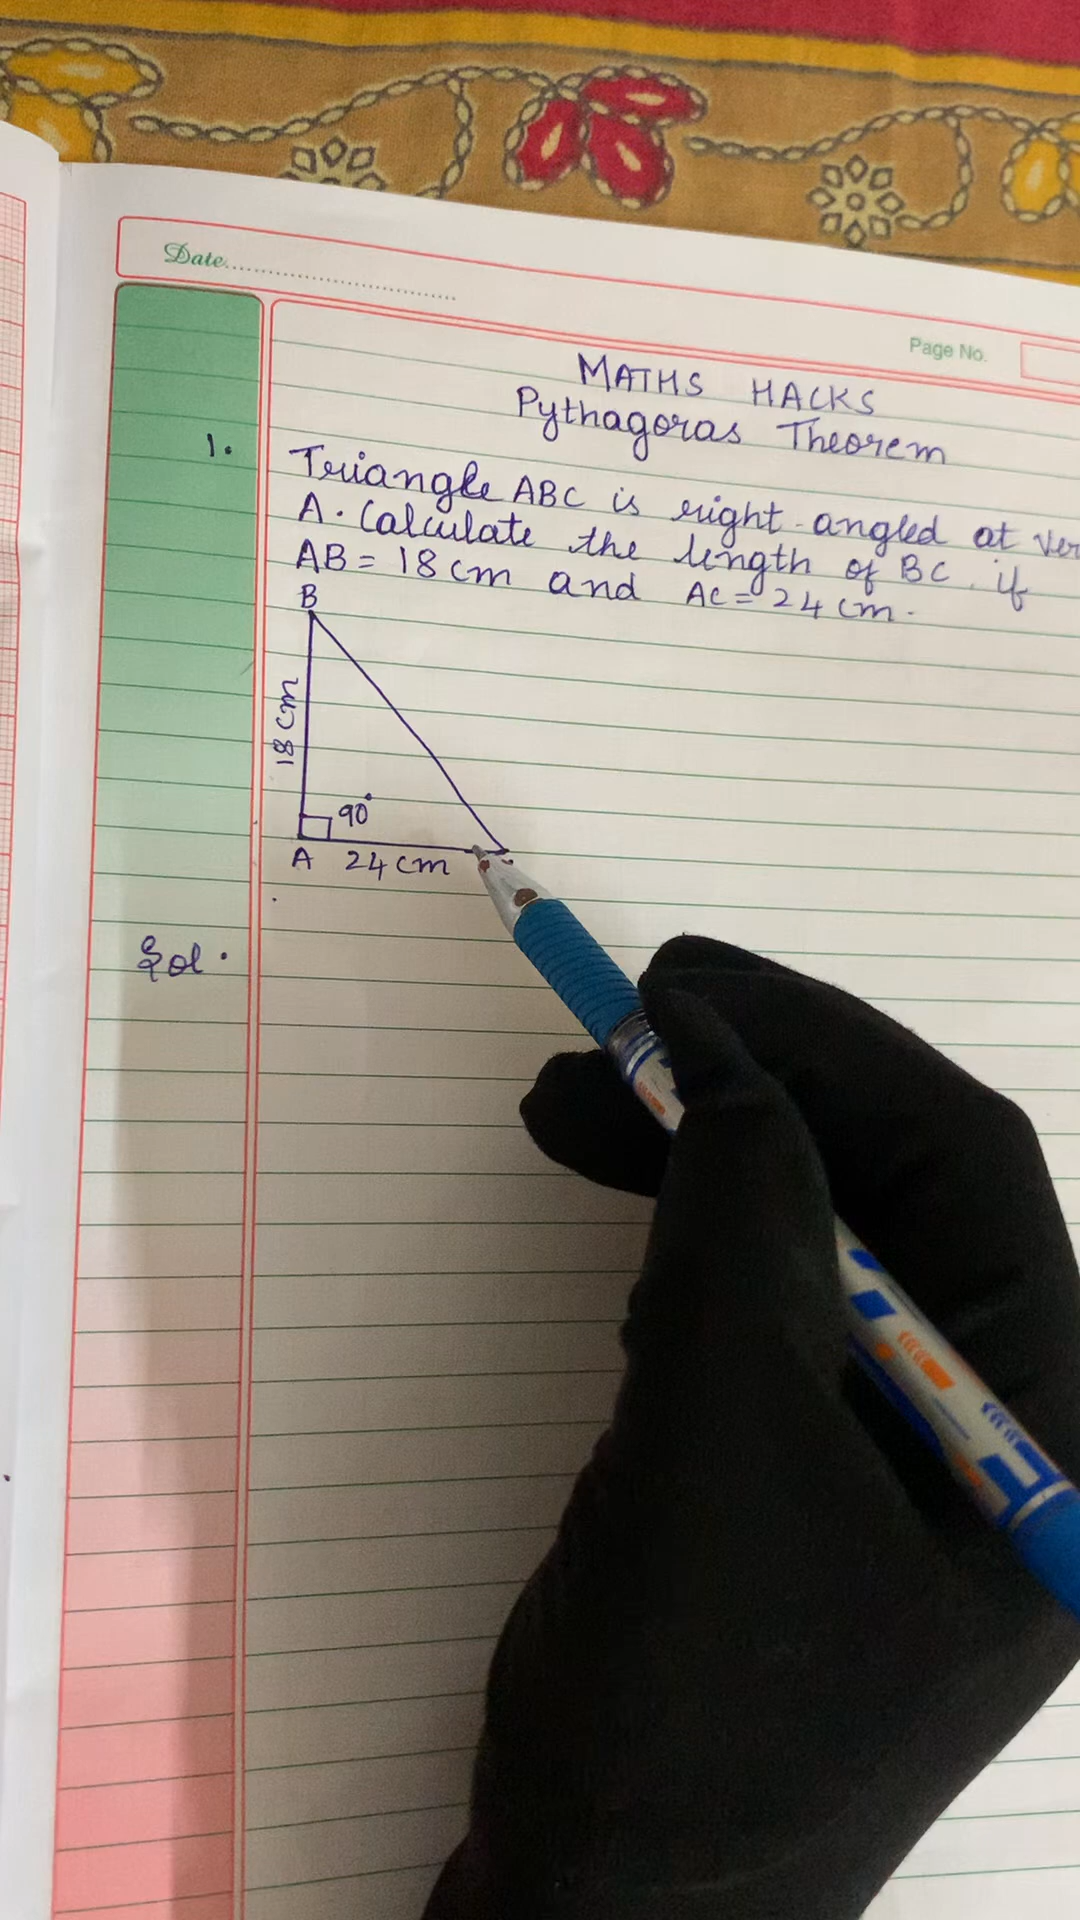 Date
Page No.
MATHS HACKS
Pythagoras Theorem
1.
Triangle ABC is right-angled at
A. Calculate the length of BC. if
AB = 18 cm and AC = 24 cm.
B
18 cm
90°
A 24 cm
Sol.